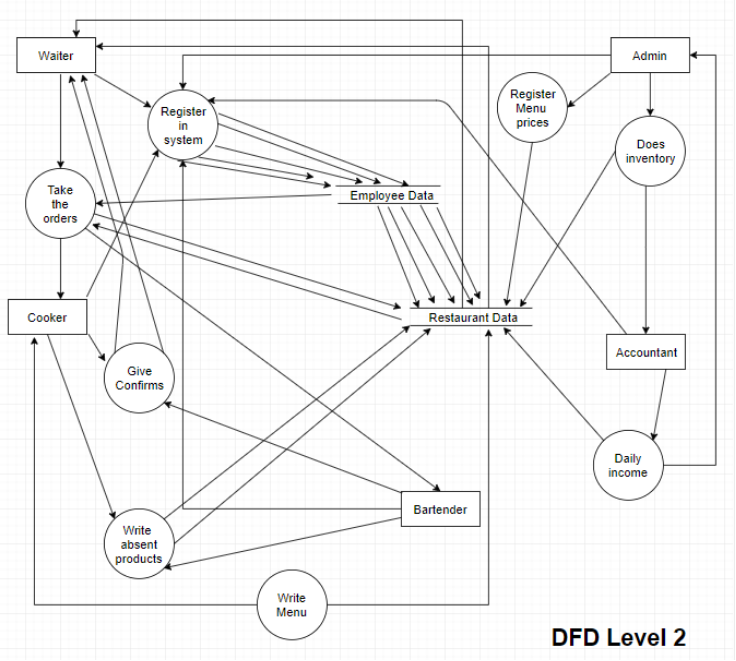 Waiter
Admin
Register
in
system
Register
Menu
prices
Does
inventory
Take
the
orders
Employee Data
Cooker
Restaurant Data
Accountant
Give
Confirms
Daily
income
Bartender
Write
absent
products
Write
Menu
DFD Level 2